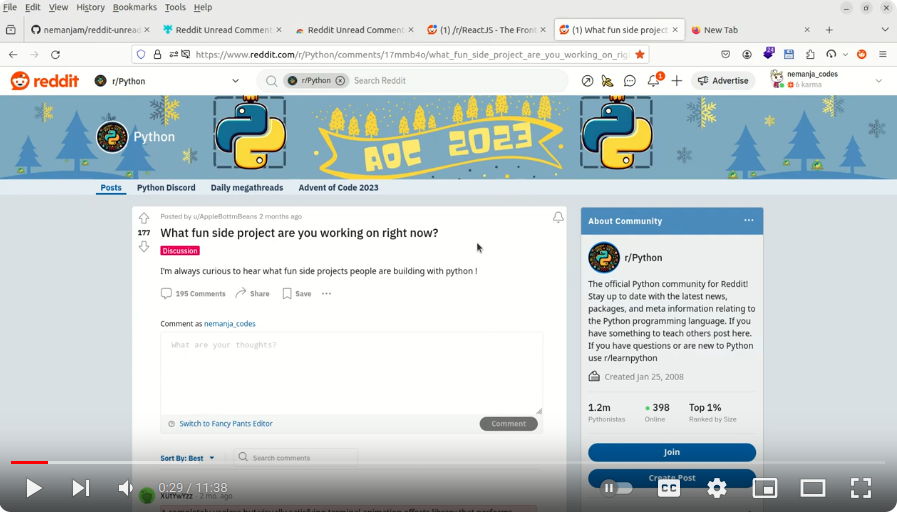 File Edit View History Bookmarks Tools Help
nemanjam/reddit-unread
Reddit Unread Comment
Reddit Unread Comment
(1) /r/ReactJS - The Front
(1) What fun side project
New Tab
https://www.reddit.com/r/Python/comments/17mmb4o/what_fun_side_project_are_you_working_on_righ
24
reddit
r/Python
r/Python
Search Reddit
1
Advertise
nemanja_codes
6 karma
Python
AOC 2023
Posts
Python Discord
Daily megathreads
Advent of Code 2023
Posted by u/AppleBottmBeans 2 months ago
177
What fun side project are you working on right now?
Discussion
I'm always curious to hear what fun side projects people are building with python !
195 Comments
Share
Save
Comment as nemanja_codes
What are your thoughts?
Switch to Fancy Pants Editor
Comment
Sort By: Best
Search comments
XUtYwYzz · 2 mo. ago
About Community
r/Python
The official Python community for Reddit!
Stay up to date with the latest news,
packages, and meta information relating to
the Python programming language. If you
have something to teach others post here.
If you have questions or are new to Python
use r/learnpython
Created Jan 25, 2008
1.2m
398
Top 1%
Pythonistas
Online
Ranked by Size
Join
Create Post
0:29 / 11:38
CC